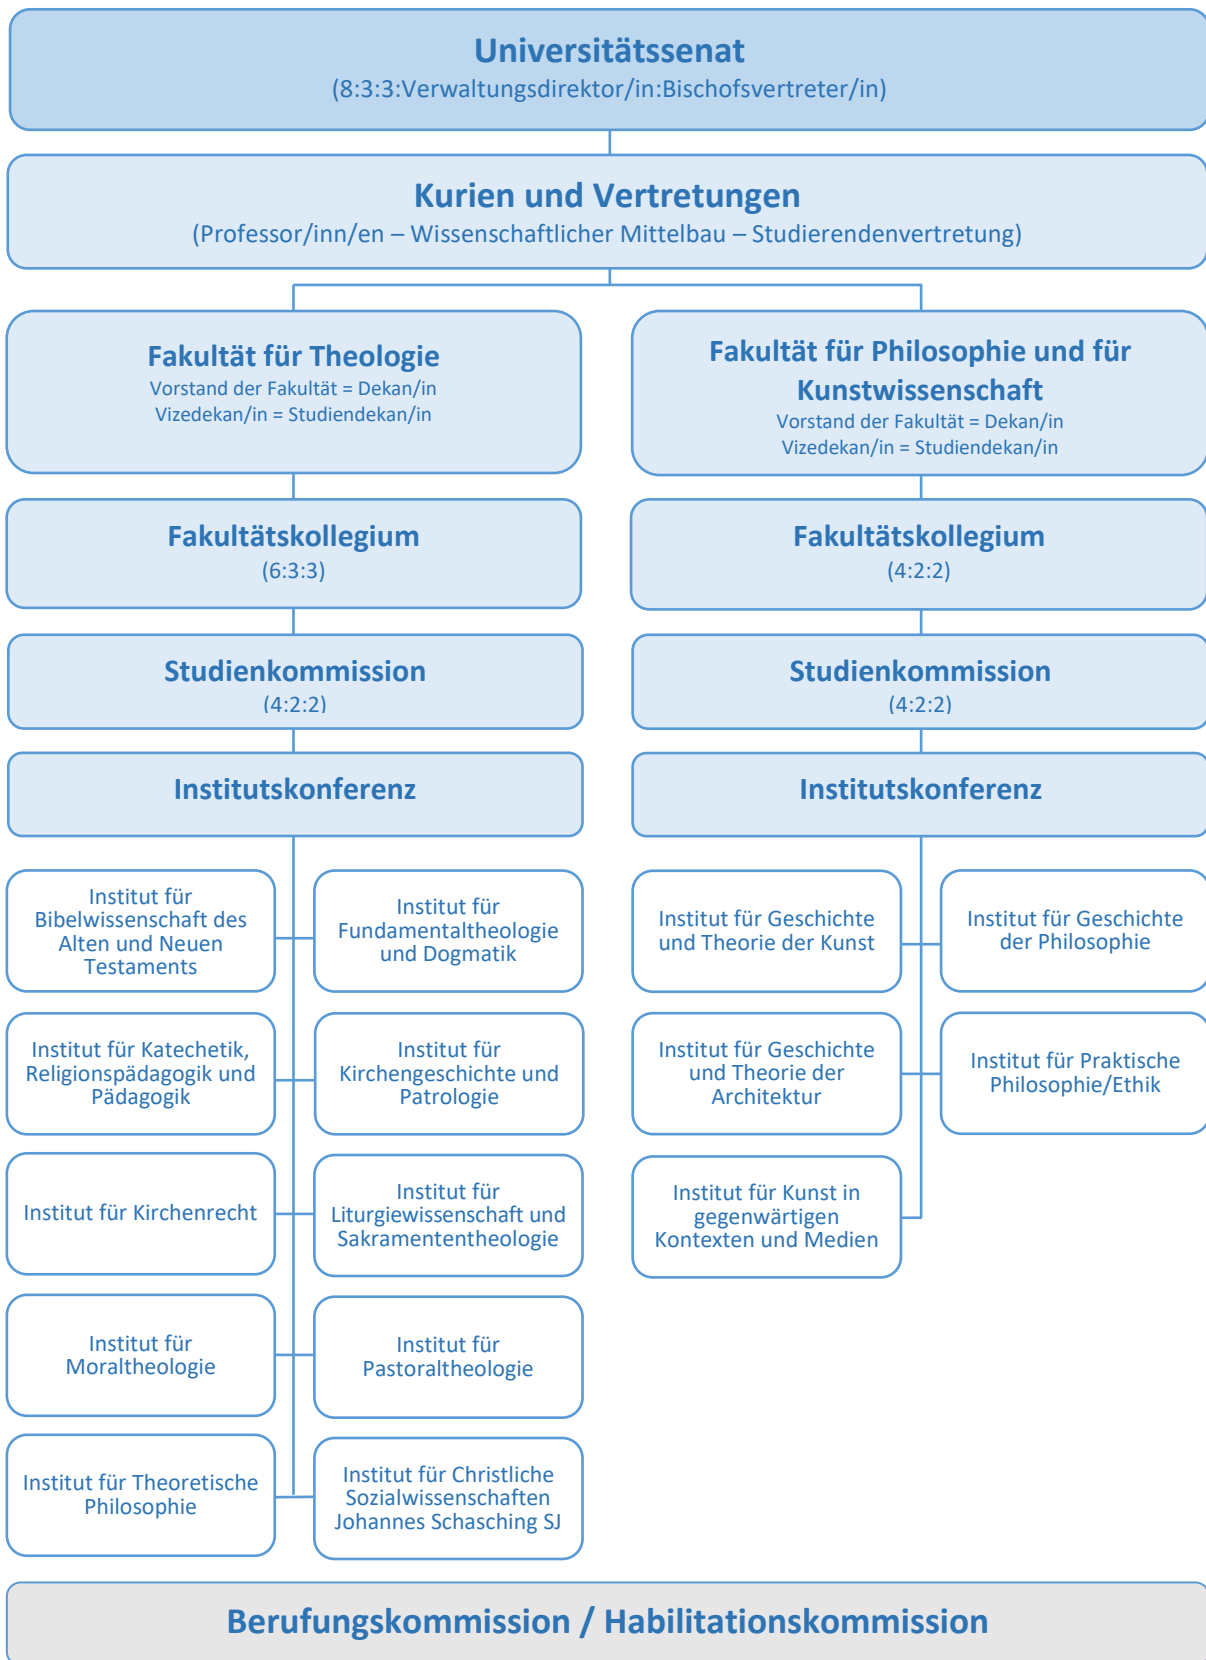 Universitätssenat
(8:3:3:Verwaltungsdirektor/in:Bischofsvertreter/in)
Kurien und Vertretungen
(Professor/inn/en – Wissenschaftlicher Mittelbau – Studierendenvertretung)
Fakultät für Theologie
Vorstand der Fakultät = Dekan/in
Vizedekan/in = Studiendekan/in
Fakultät für Philosophie und für
Kunstwissenschaft
Vorstand der Fakultät = Dekan/in
Vizedekan/in = Studiendekan/in
Fakultätskollegium
(6:3:3)
Fakultätskollegium
(4:2:2)
Studienkommission
(4:2:2)
Studienkommission
(4:2:2)
Institutskonferenz
Institutskonferenz
Institut für
Bibelwissenschaft des
Alten und Neuen
Testaments
Institut für
Fundamentaltheologie
und Dogmatik
Institut für Geschichte
und Theorie der Kunst
Institut für Geschichte
der Philosophie
Institut für Katechetik,
Religionspädagogik und
Pädagogik
Institut für
Kirchengeschichte und
Patrologie
Institut für Geschichte
und Theorie der
Architektur
Institut für Praktische
Philosophie/Ethik
Institut für Kirchenrecht
Institut für
Liturgiewissenschaft und
Sakramententheologie
Institut für Kunst in
gegenwärtigen
Kontexten und Medien
Institut für
Moraltheologie
Institut für
Pastoraltheologie
Institut für Theoretische
Philosophie
Institut für Christliche
Sozialwissenschaften
Johannes Schasching SJ
Berufungskommission / Habilitationskommission